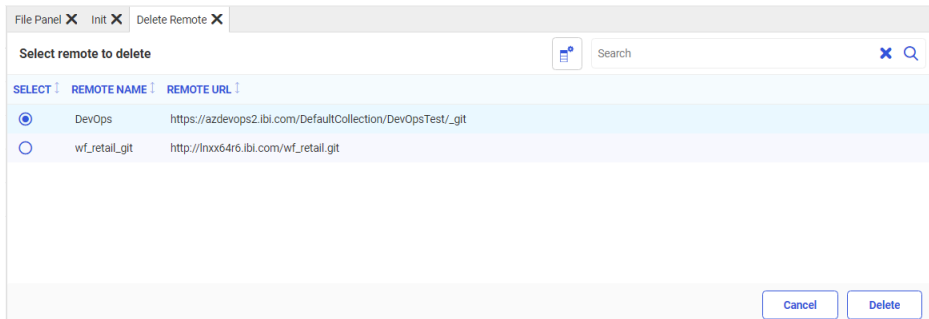 File Panel Init Delete Remote
Select remote to delete Search
SELECT REMOTE NAME REMOTE URL
DevOps https://azdevops2.ibi.com/DefaultCollection/DevOpsTest/_git
wf_retail_git http://lnxx64r6.ibi.com/wf_retail.git
Cancel Delete